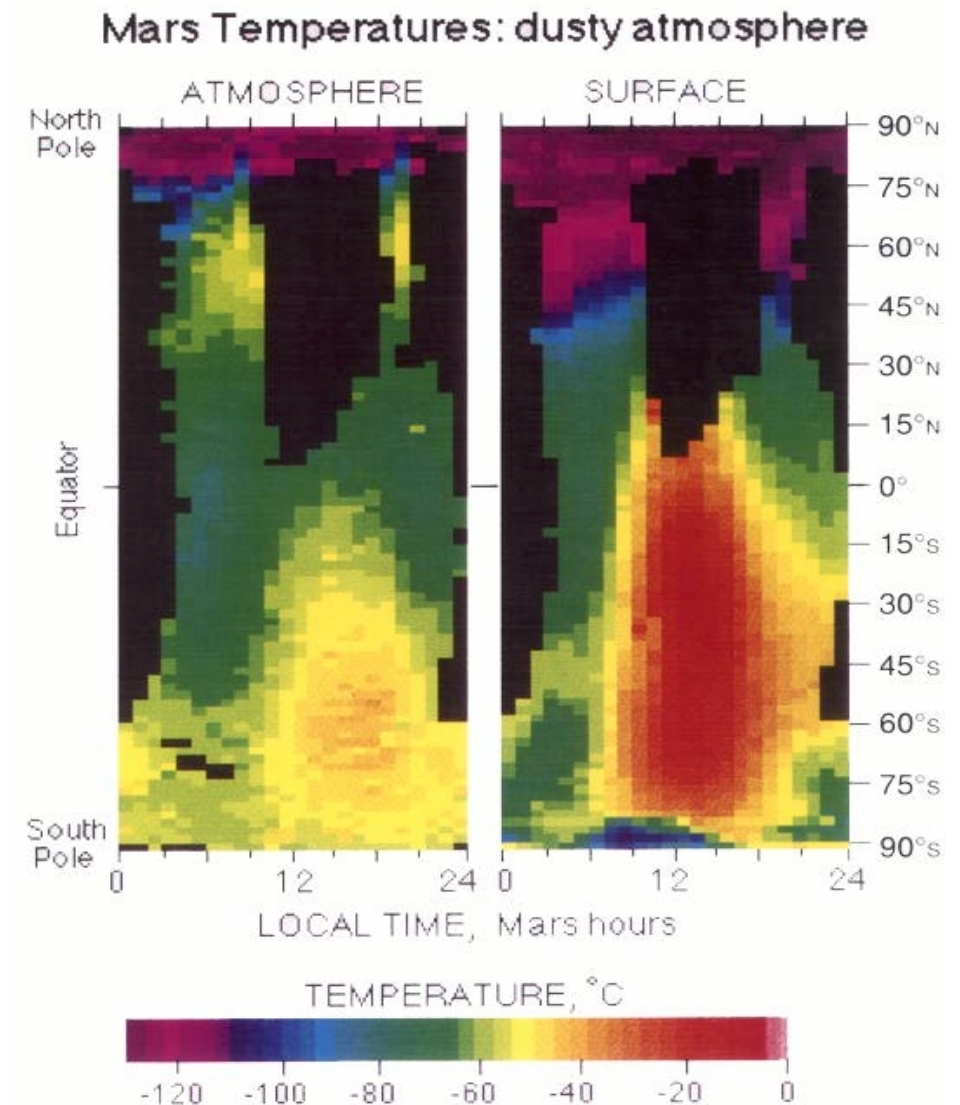 Mars Temperatures: dusty atmosphere
ATMOSPHERE
SURFACE
North
Pole
Equator
South
Pole
90°N
75°N
60°N
45°N
30°N
15°N
0°
15°S
30°S
45°S
60°S
75°S
90°S
0 12 24
0 12 24
LOCAL TIME, Mars hours
TEMPERATURE, °C
-120 -100 -80 -60 -40 -20 0